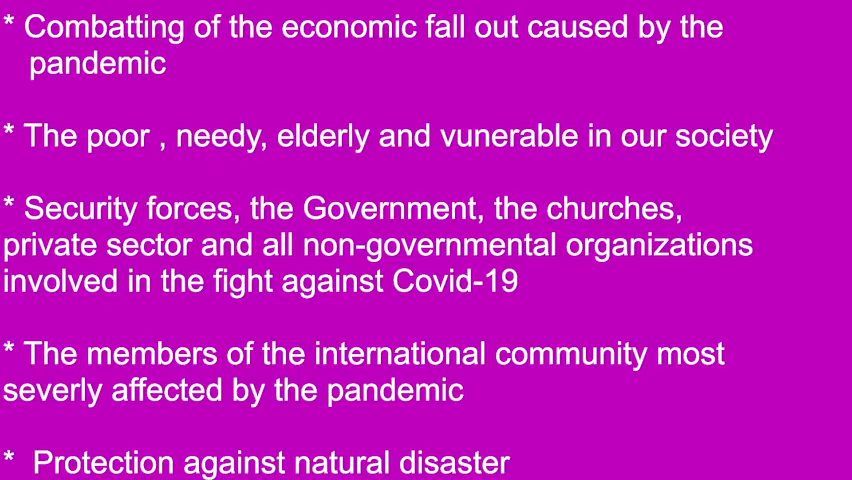 * Combatting of the economic fall out caused by the
pandemic
* The poor , needy, elderly and vunerable in our society
* Security forces, the Government, the churches,
private sector and all non-governmental organizations
involved in the fight against Covid-19
* The members of the international community most
severly affected by the pandemic
* Protection against natural disaster